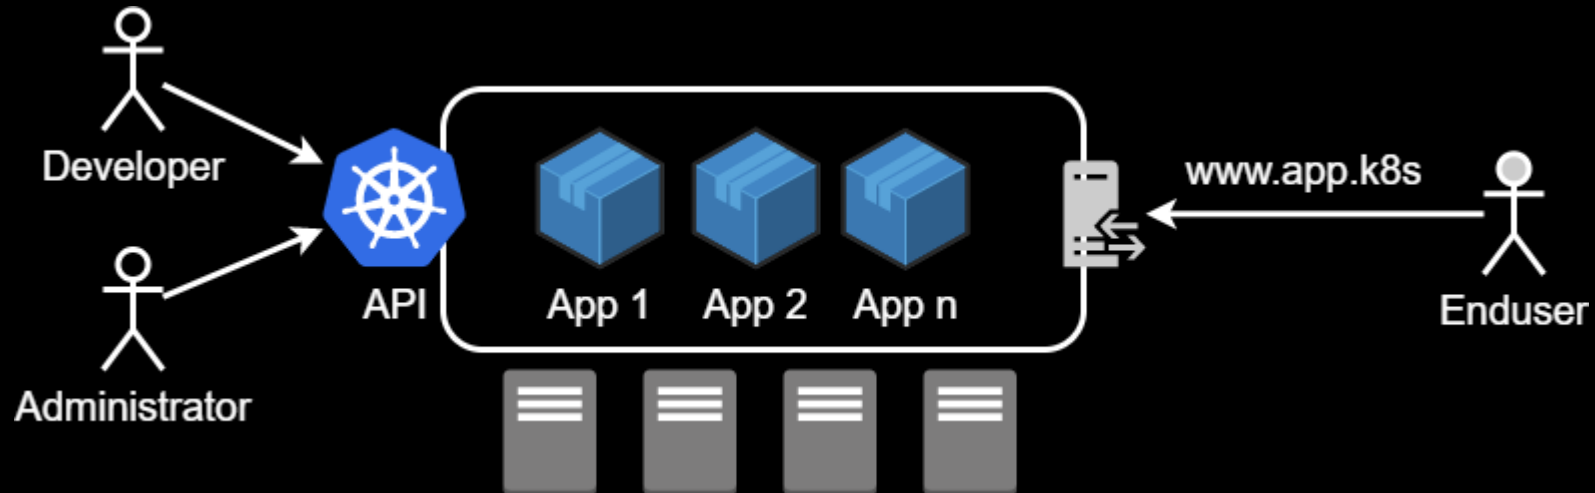 Developer
Administrator
API
App 1
App 2
App n
www.app.k8s
Enduser